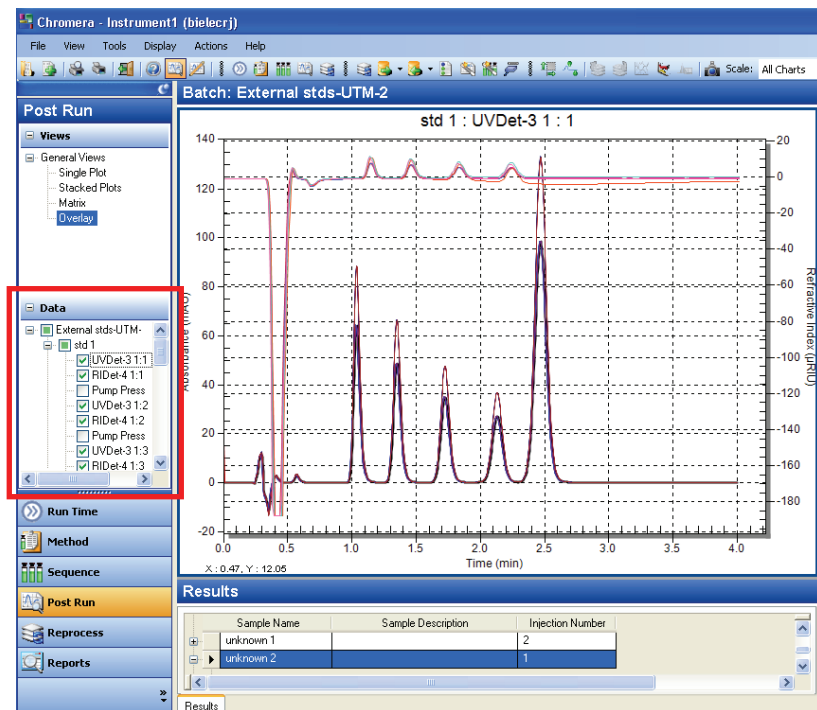 Chromera - Instrument1 (bielecrj)
File View Tools Display Actions Help
Scale: All Charts
Post Run
Batch: External stds-UTM-2
Views
General Views
Single Plot
Stacked Plots
Matrix
Overlay
Data
External stds-UTM-
std 1
UVDet-3 1:1
RIDet-4 1:1
Pump Press
UVDet-3 1:2
RIDet-4 1:2
Pump Press
UVDet-3 1:3
RIDet-4 1:3
Run Time
Method
Sequence
Post Run
Reprocess
Reports
std 1 : UVDet-3 1 : 1
140
120
100
80
60
40
20
0
-20
(mAU)
20
0
-20
-40
-60
-80
-100
-120
-140
-160
-180
Refractive Index (µRIU)
0.0 0.5 1.0 1.5 2.0 2.5 3.0 3.5 4.0
Time (min)
X : 0.47, Y : 12.05
Results
Sample Name Sample Description Injection Number
unknown 1 2
unknown 2 1
Results